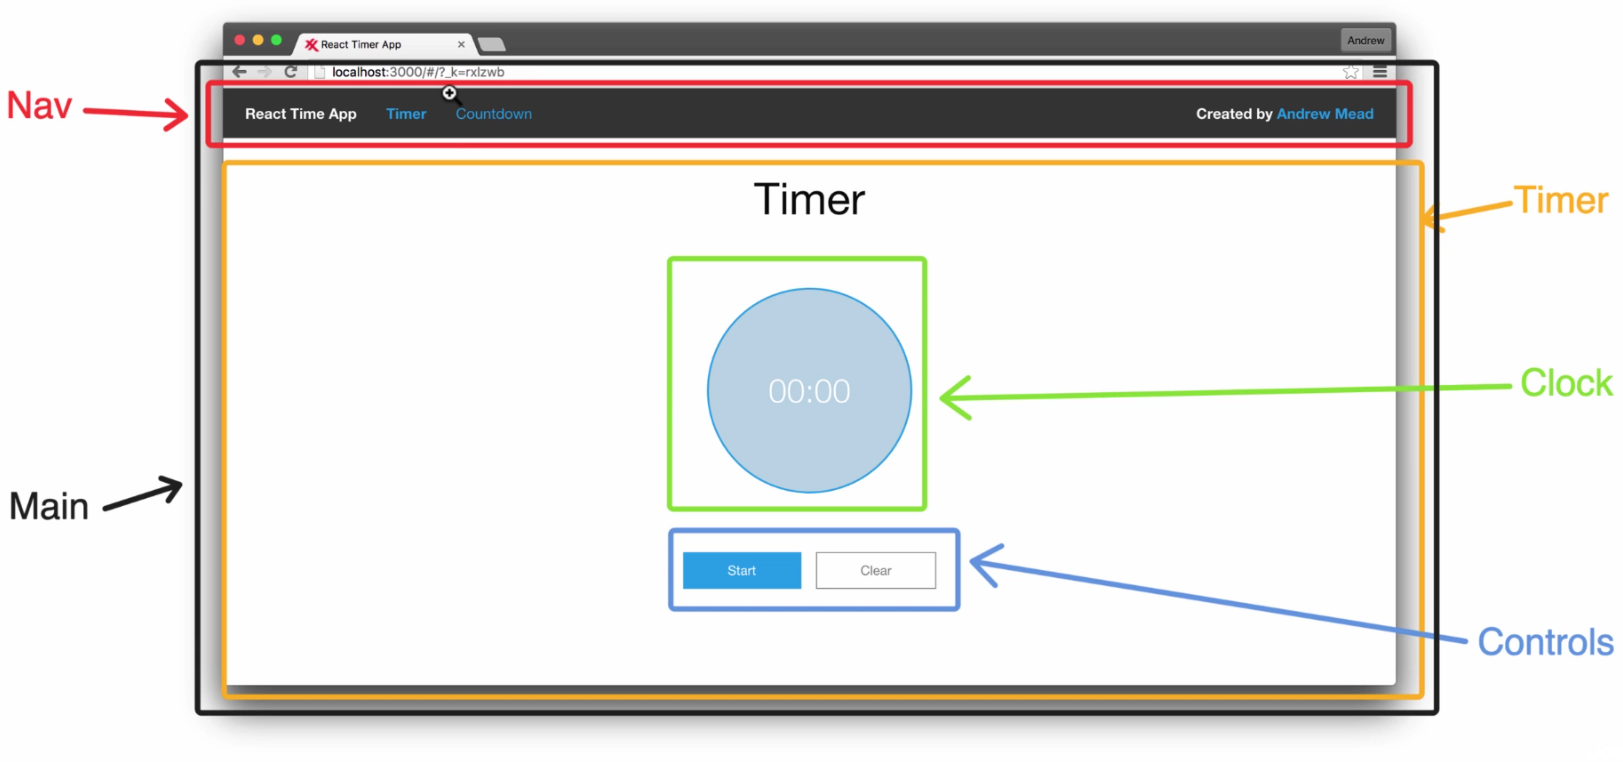 React Timer App
Andrew
localhost:3000/#/?_k=rxlzwb
Nav
React Time App Timer Countdown Created by Andrew Mead
Timer
Timer
00:00
Clock
Main
Start Clear
Controls